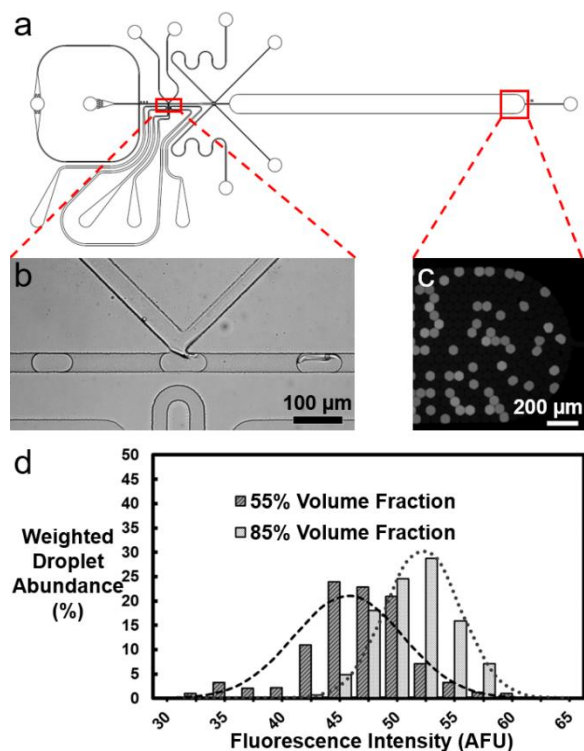 a
b
100 µm
c
200 µm
d
50
45
40
35
30
25
20
15
10
5
0
Weighted
Droplet
Abundance
(%)
55% Volume Fraction
85% Volume Fraction
30 35 40 45 50 55 60 65
Fluorescence Intensity (AFU)